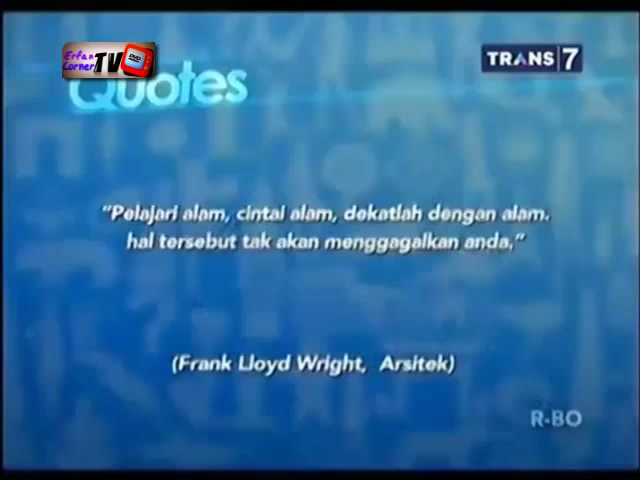 Erfan
Corner TV
DVD
TRANS 7
Quotes
"Pelajari alam, cintai alam, dekatlah dengan alam.
hal tersebut tak akan menggagalkan anda."
(Frank Lloyd Wright, Arsitek)
R-BO